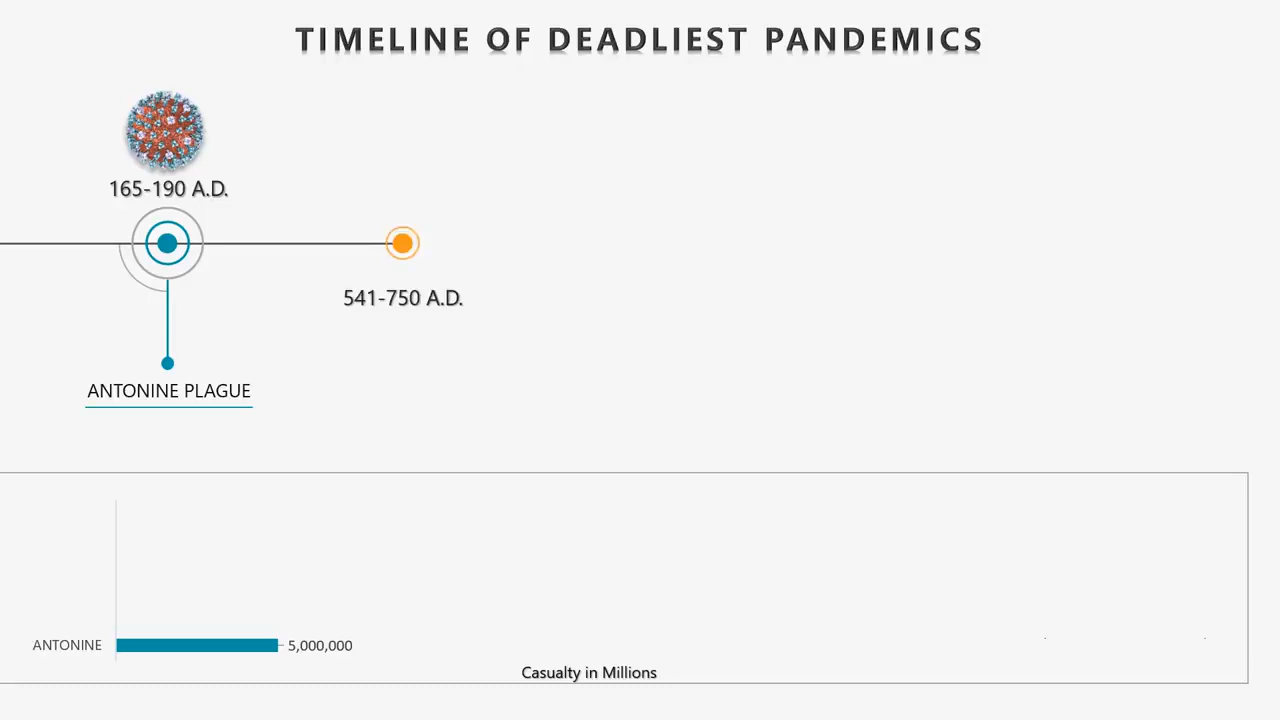 TIMELINE OF DEADLIEST PANDEMICS
165-190 A.D.
541-750 A.D.
ANTONINE PLAGUE
ANTONINE
5,000,000
Casualty in Millions